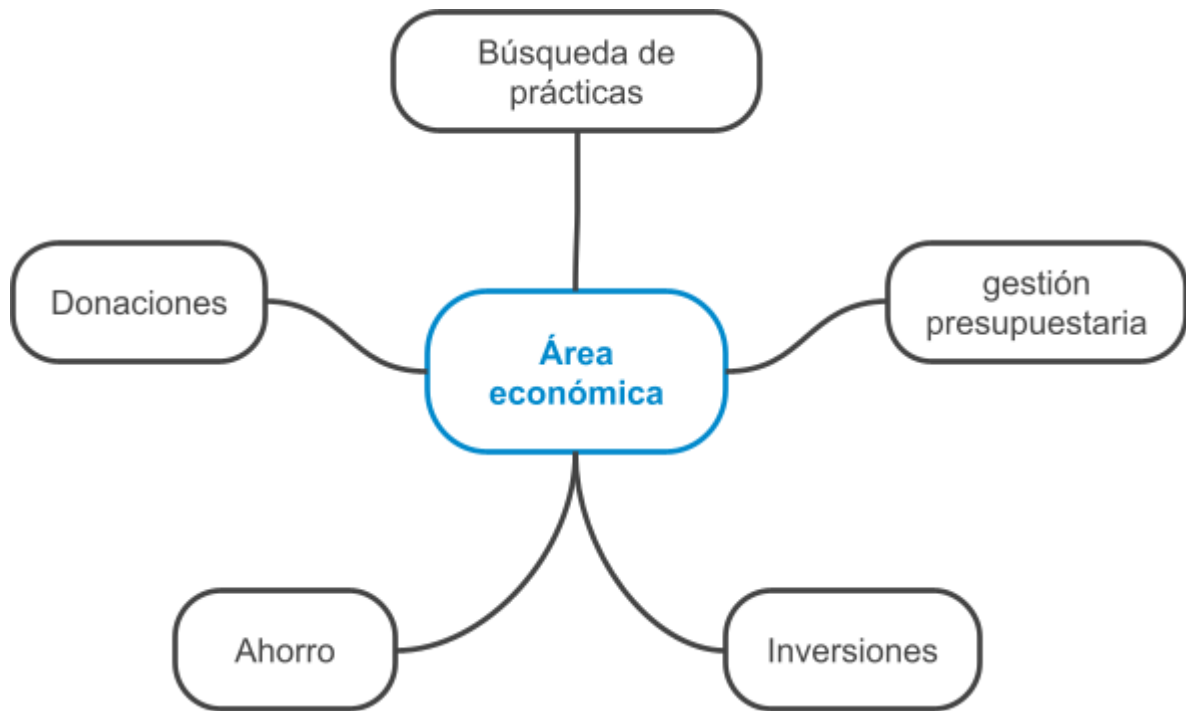 Búsqueda de
prácticas
Donaciones
gestión
presupuestaria
Área
económica
Ahorro
Inversiones